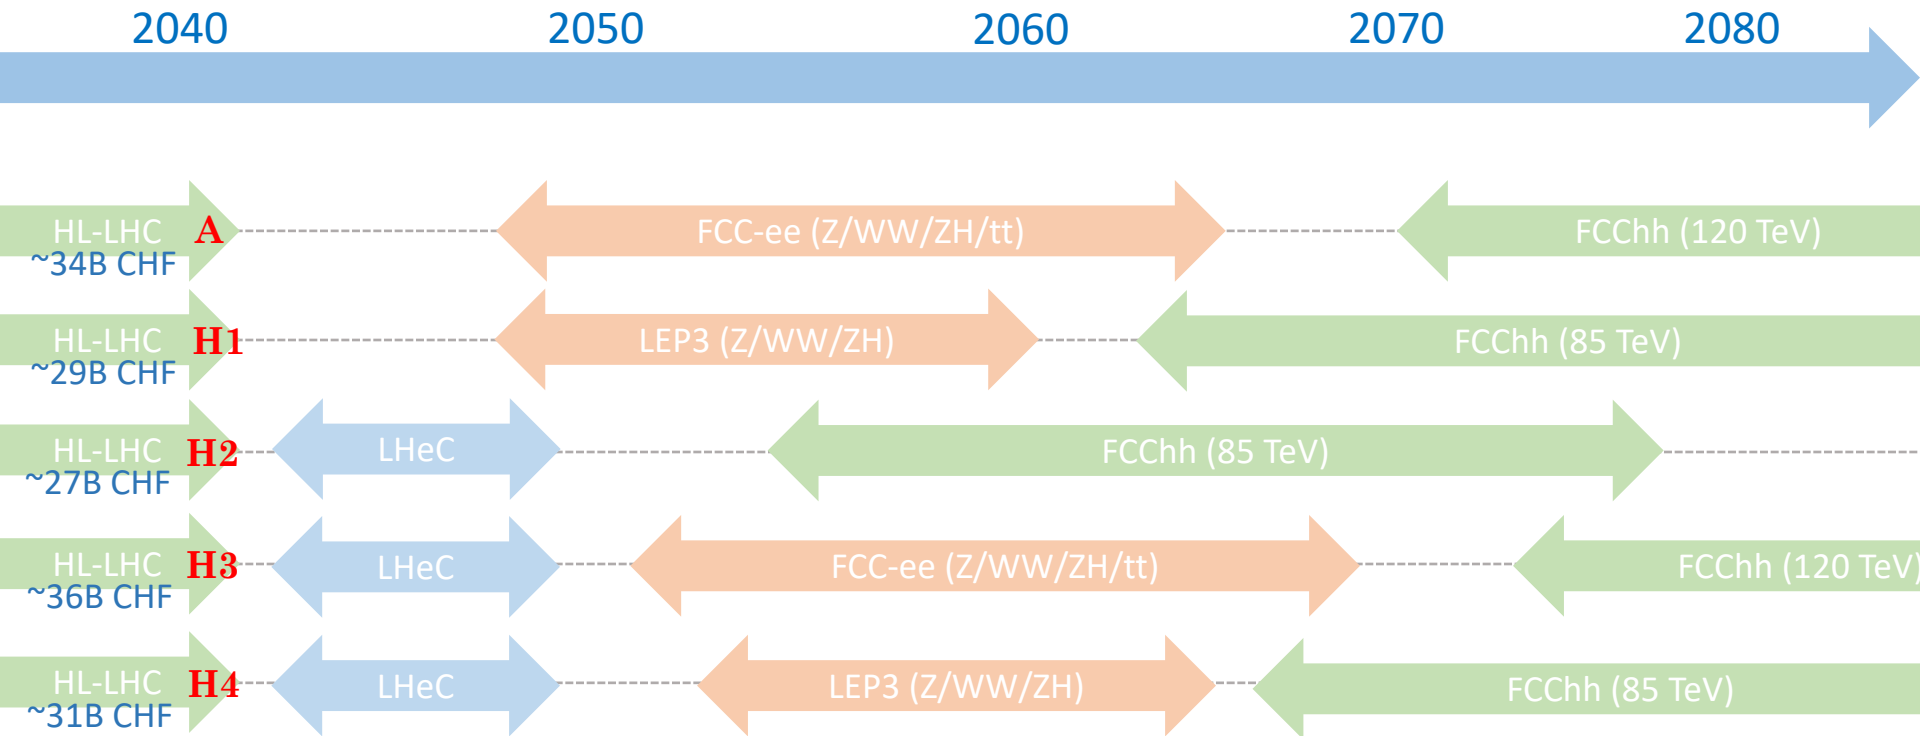 2040 2050 2060 2070 2080
HL-LHC A FCC-ee (Z/WW/ZH/tt) FCChh (120 TeV)
~34B CHF
HL-LHC H1 LEP3 (Z/WW/ZH) FCChh (85 TeV)
~29B CHF
HL-LHC H2 LHeC FCChh (85 TeV)
~27B CHF
HL-LHC H3 LHeC FCC-ee (Z/WW/ZH/tt) FCChh (120 TeV)
~36B CHF
HL-LHC H4 LHeC LEP3 (Z/WW/ZH) FCChh (85 TeV)
~31B CHF